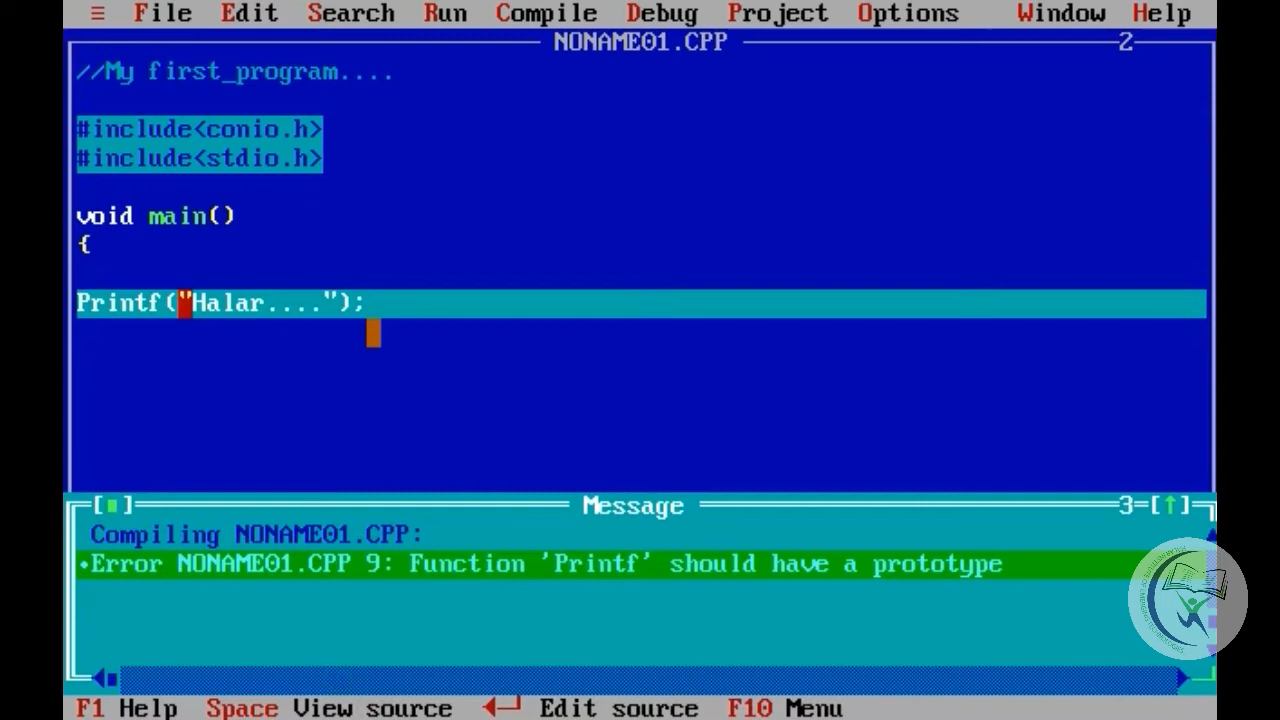 ≡ File Edit Search Run Compile Debug Project Options Window Help
NONAME01.CPP 2
//My first_program....
#include<conio.h>
#include<stdio.h>
void main()
{
Printf("Halar....");
Message 3=[↑]
Compiling NONAME01.CPP:
•Error NONAME01.CPP 9: Function 'Printf' should have a prototype
F1 Help Space View source ◄─┘ Edit source F10 Menu